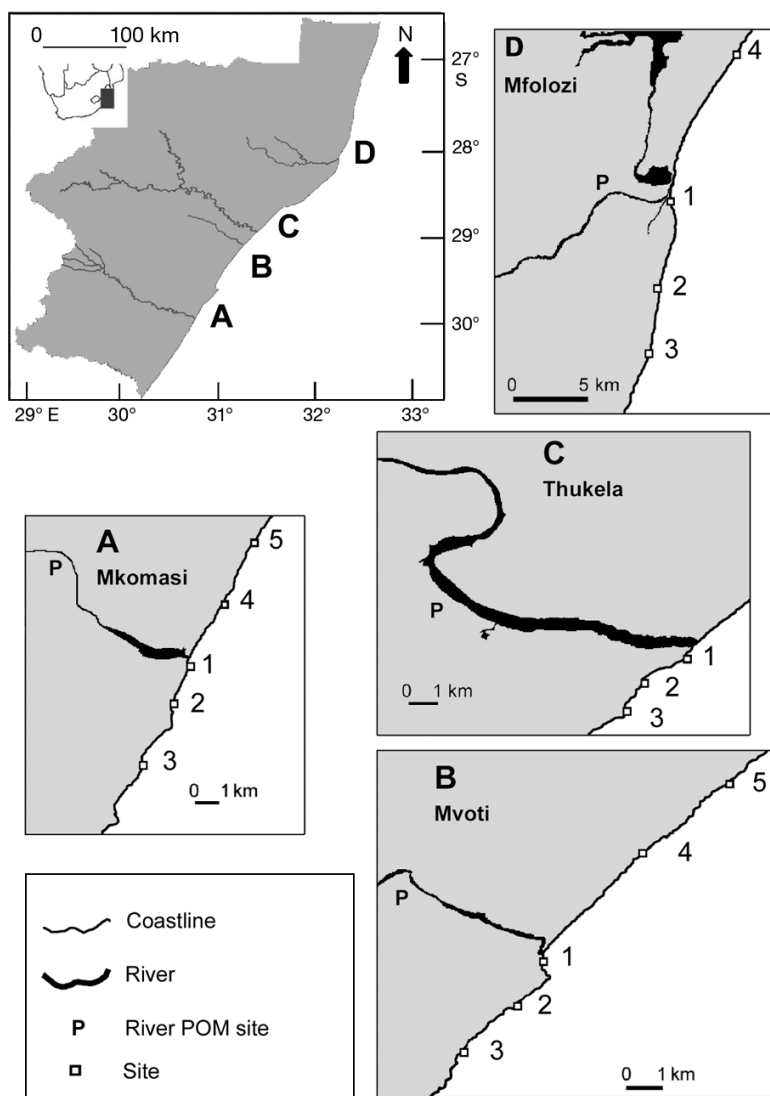 0 100 km
N
27°
S
28°
29°
30°
A
B
C
D
29° E 30° 31° 32° 33°
D
Mfolozi
4
P
1
2
3
0 5 km
A
Mkomasi
P
5
4
1
2
3
0 1 km
C
Thukela
P
1
2
3
0 1 km
B
Mvoti
P
5
4
1
2
3
0 1 km
Coastline
River
P River POM site
Site